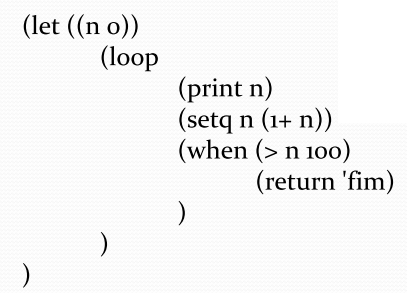 (let ((n 0))
(loop
(print n)
(setq n (1+ n))
(when (> n 100)
(return 'fim)
)
)
)